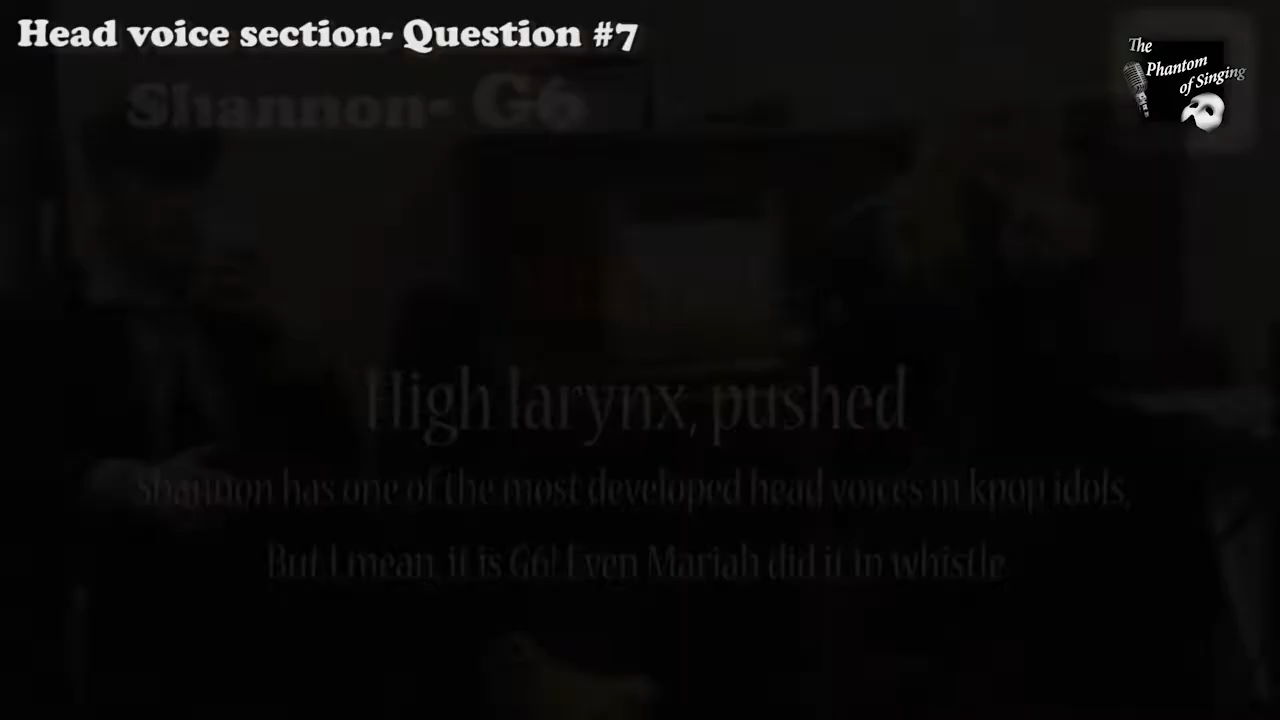 Head voice section- Question #7
The
Phantom
of Singing
Shannon- G6
High larynx, pushed
Shannon has one of the most developed head voices in kpop idols,
But I mean, it is G6! Even Mariah did it in whistle